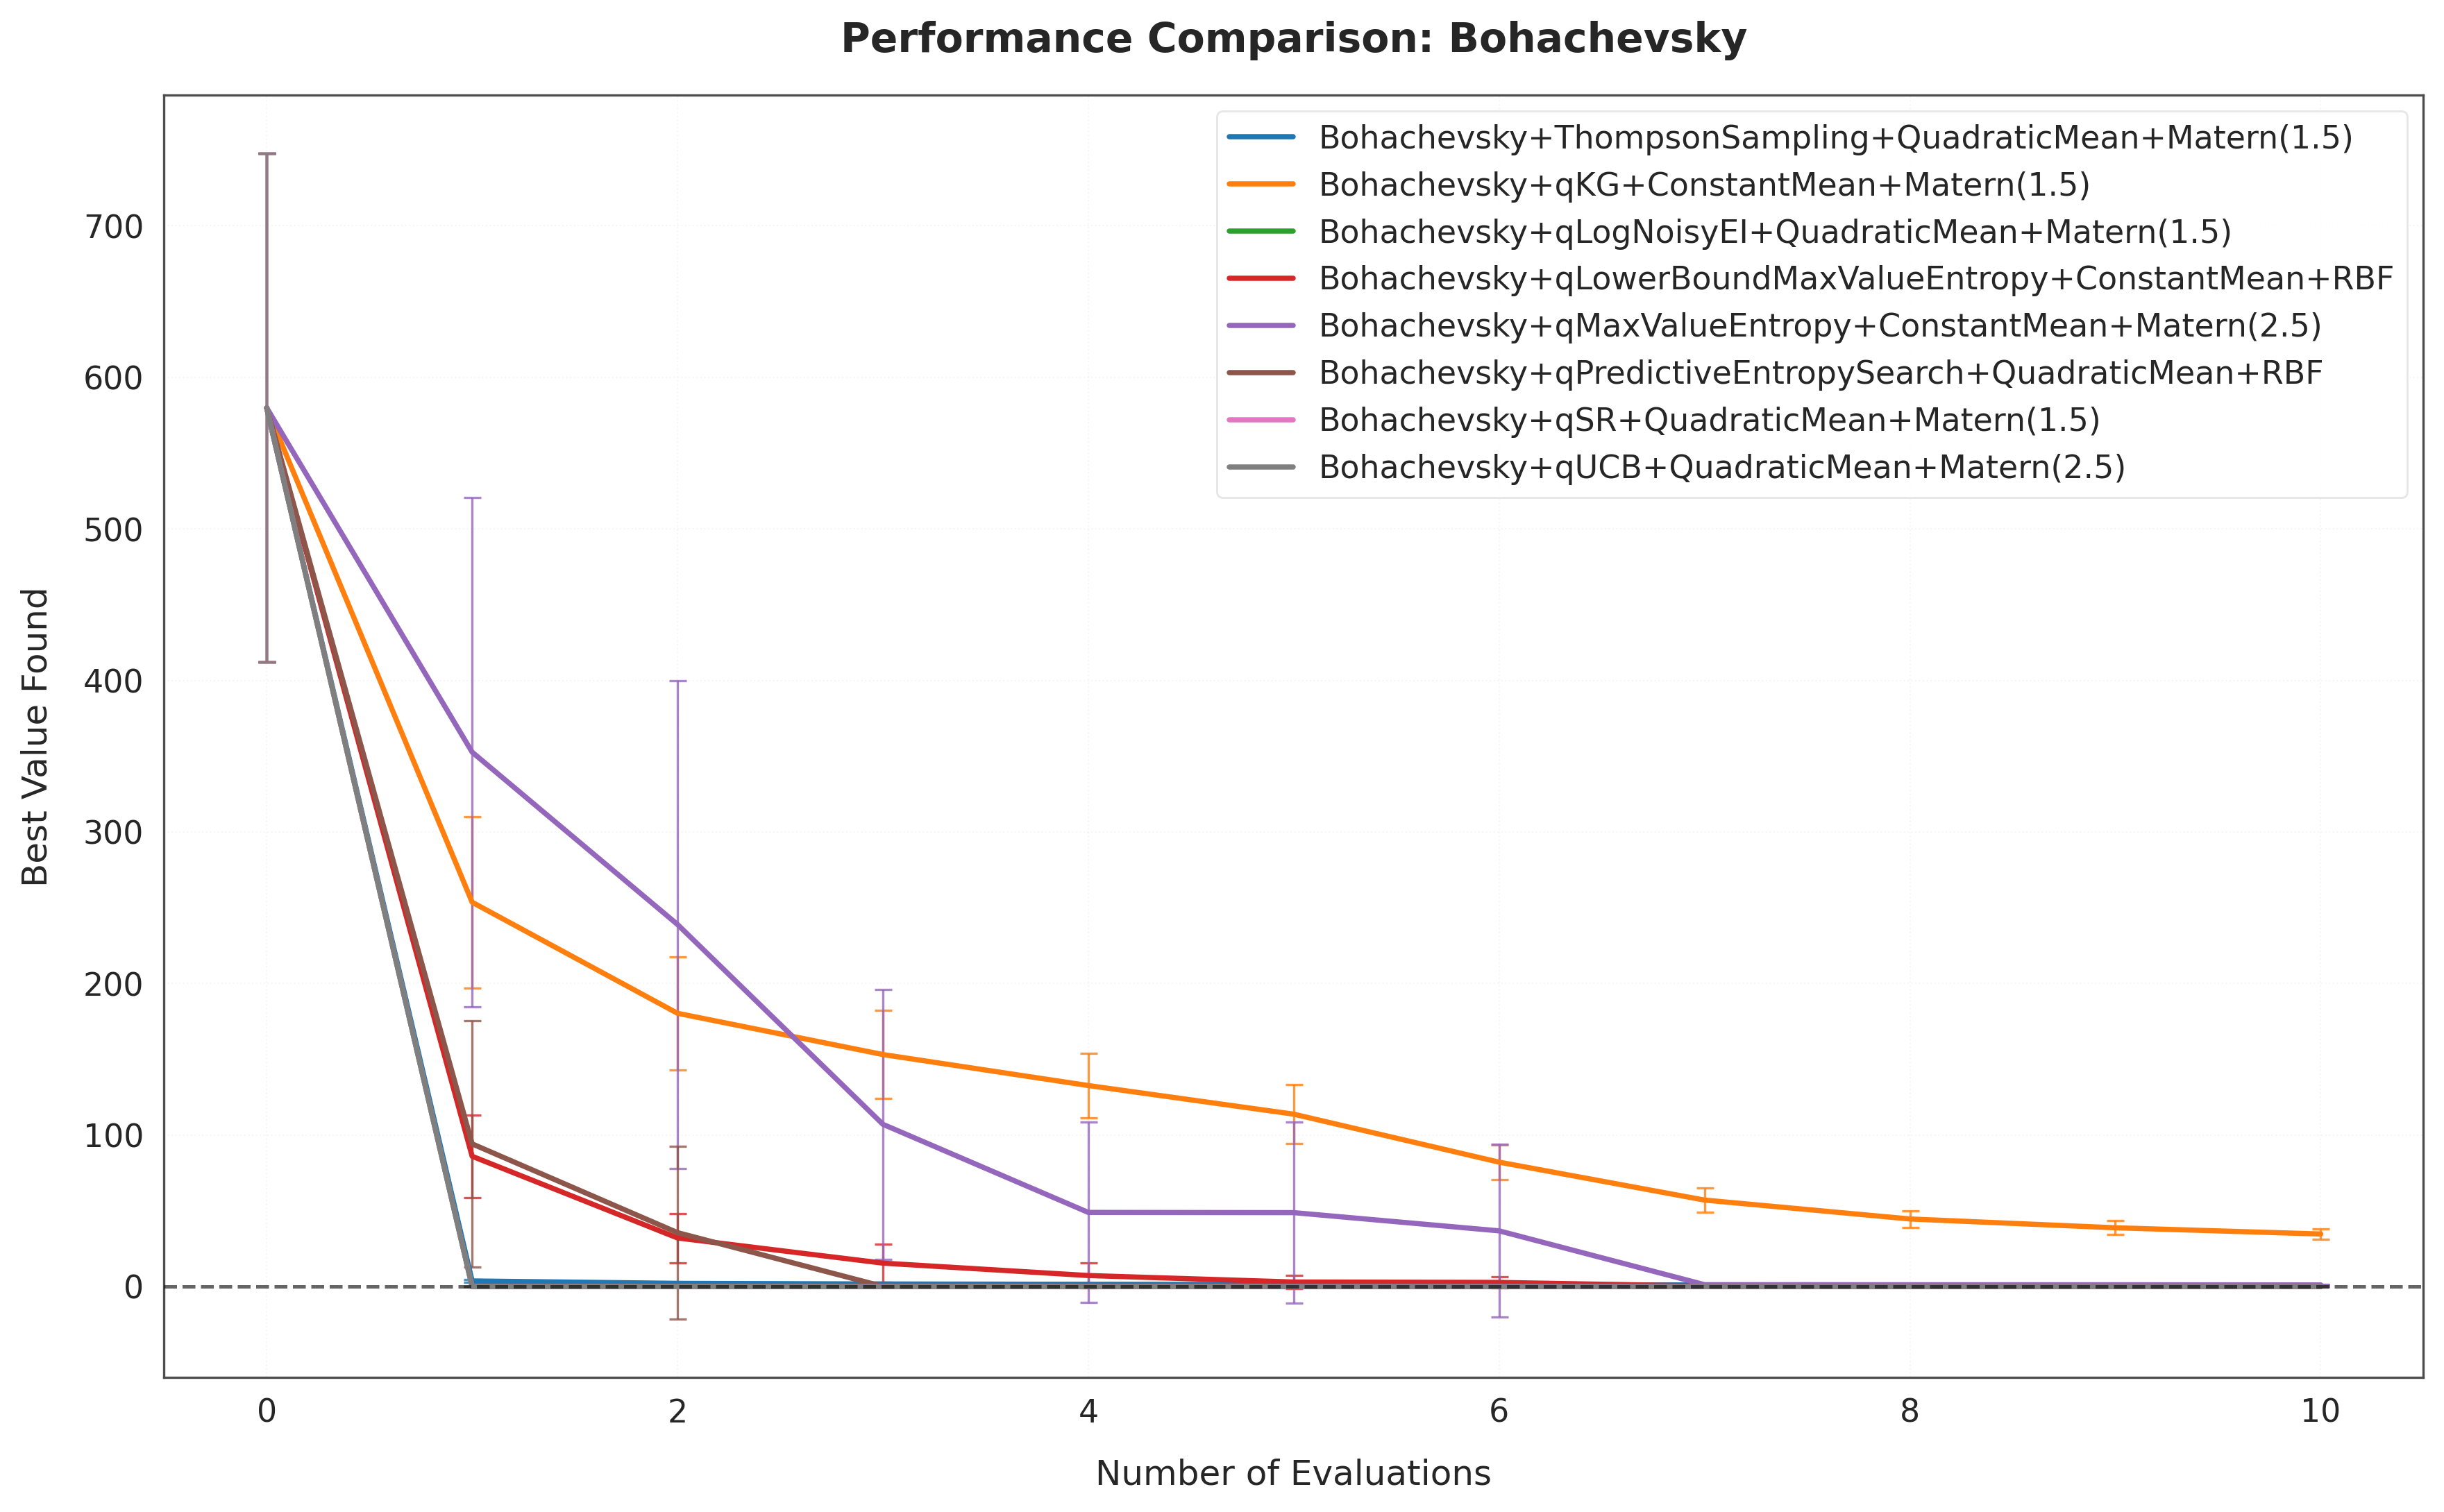 Performance Comparison: Bohachevsky
Bohachevsky+ThompsonSampling+QuadraticMean+Matern(1.5)
Bohachevsky+qKG+ConstantMean+Matern(1.5)
Bohachevsky+qLogNoisyEI+QuadraticMean+Matern(1.5)
Bohachevsky+qLowerBoundMaxValueEntropy+ConstantMean+RBF
Bohachevsky+qMaxValueEntropy+ConstantMean+Matern(2.5)
Bohachevsky+qPredictiveEntropySearch+QuadraticMean+RBF
Bohachevsky+qSR+QuadraticMean+Matern(1.5)
Bohachevsky+qUCB+QuadraticMean+Matern(2.5)
Best Value Found
700
600
500
400
300
200
100
0
0 2 4 6 8 10
Number of Evaluations